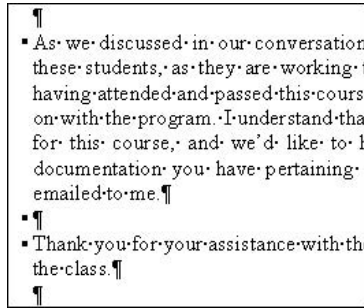 ¶
▪ As we discussed in our conversation
these students, as they are working
having attended and passed this cours
on with the program. I understand tha
for this course, and we'd like to
documentation you have pertaining
emailed to me.¶
▪ ¶
▪ Thank you for your assistance with th
the class.¶
¶